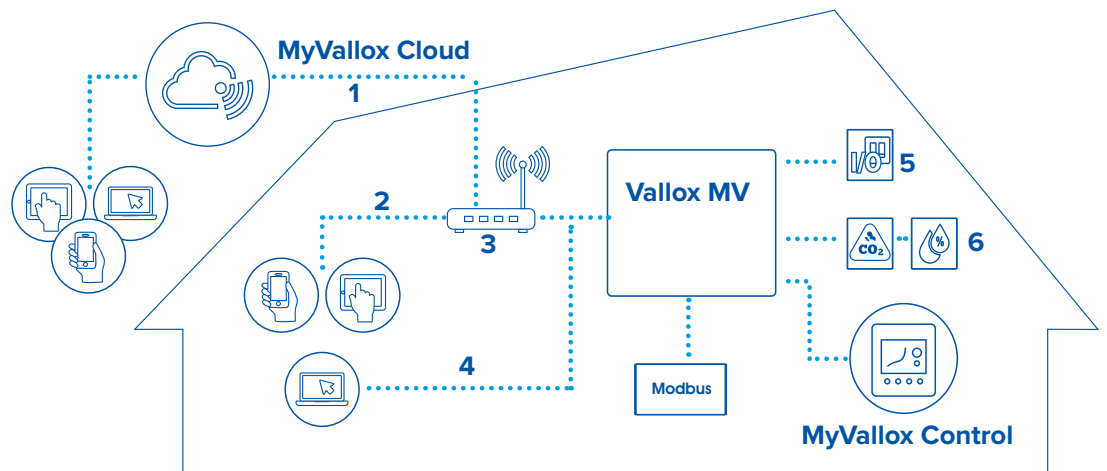 MyVallox Cloud
1
2
3
4
Vallox MV
I/O
5
CO₂
%
6
Modbus
MyVallox Control